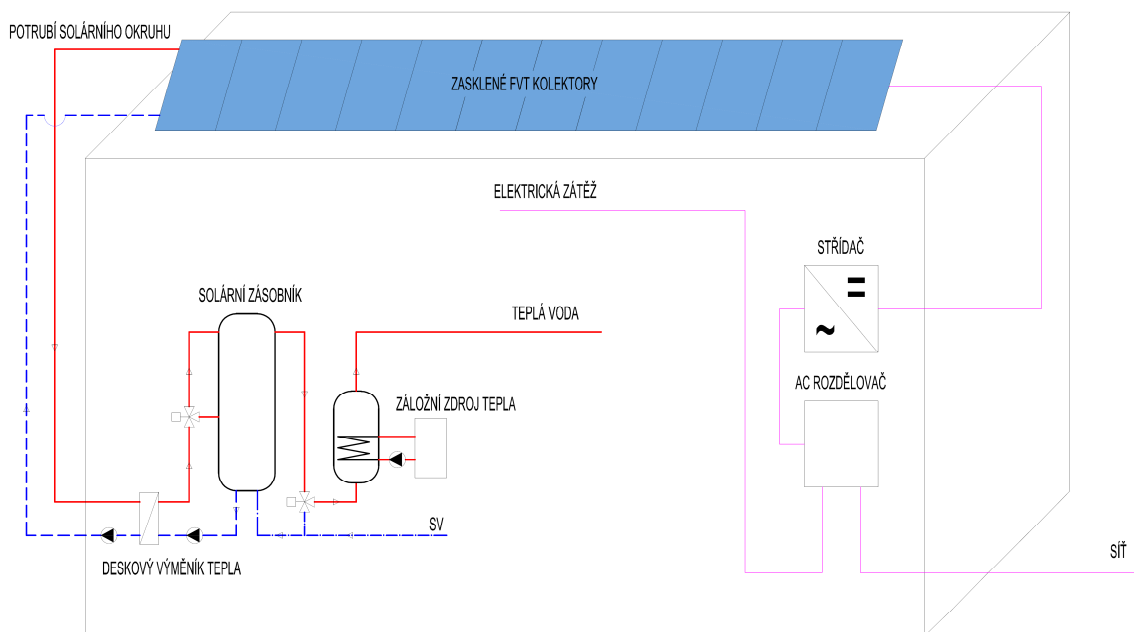 POTRUBÍ SOLÁRNÍHO OKRUHU
ZASKLENÉ FVT KOLEKTORY
ELEKTRICKÁ ZÁTĚŽ
STŘÍDAČ
SOLÁRNÍ ZÁSOBNÍK
TEPLÁ VODA
=
~
AC ROZDĚLOVAČ
ZÁLOŽNÍ ZDROJ TEPLA
SV
SÍŤ
DESKOVÝ VÝMĚNÍK TEPLA